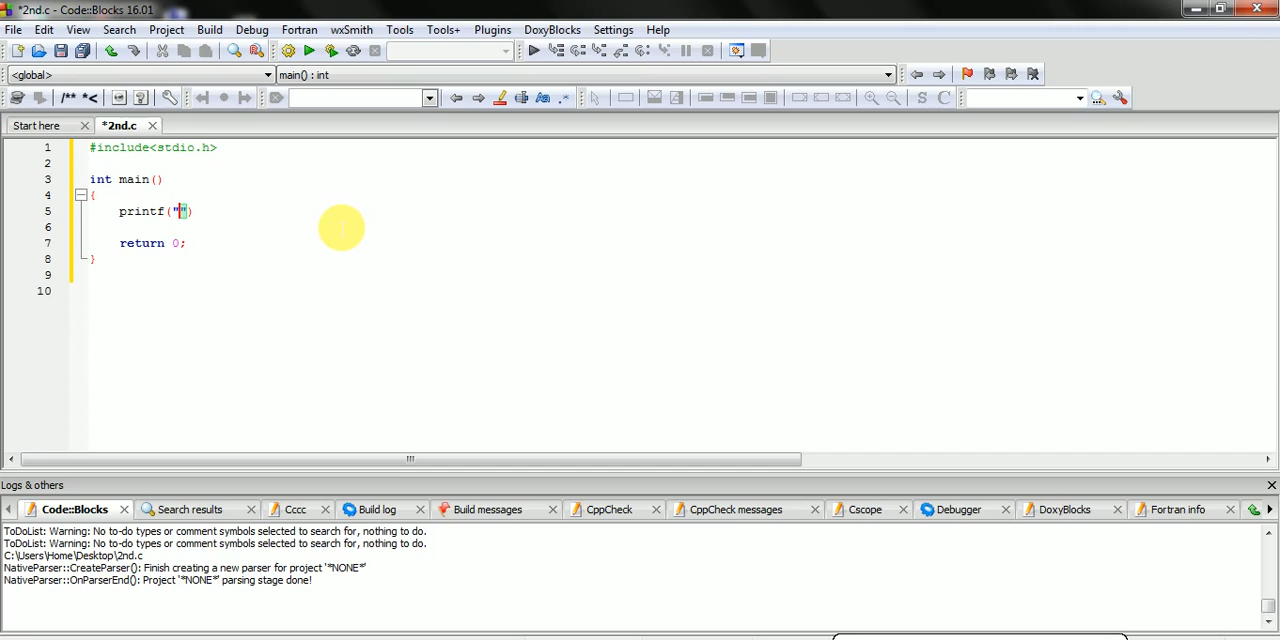 *2nd.c - Code::Blocks 16.01
File Edit View Search Project Build Debug Fortran wxSmith Tools Tools+ Plugins DoxyBlocks Settings Help
<global> main() : int
/** *< Aa .* S C
Start here *2nd.c
1 #include<stdio.h>
2
3 int main()
4 {
5 printf("")
6
7 return 0;
8 }
9
10
Logs & others
Code::Blocks Search results Cccc Build log Build messages CppCheck CppCheck messages Cscope Debugger DoxyBlocks Fortran info
ToDoList: Warning: No to-do types or comment symbols selected to search for, nothing to do.
ToDoList: Warning: No to-do types or comment symbols selected to search for, nothing to do.
C:\Users\Home\Desktop\2nd.c
NativeParser::CreateParser(): Finish creating a new parser for project '*NONE*'
NativeParser::OnParserEnd(): Project '*NONE*' parsing stage done!